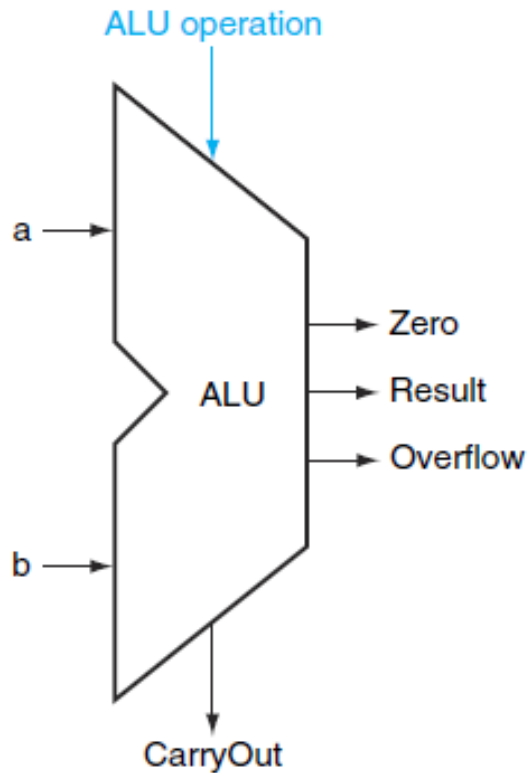 ALU operation
a
Zero
ALU
Result
Overflow
b
CarryOut